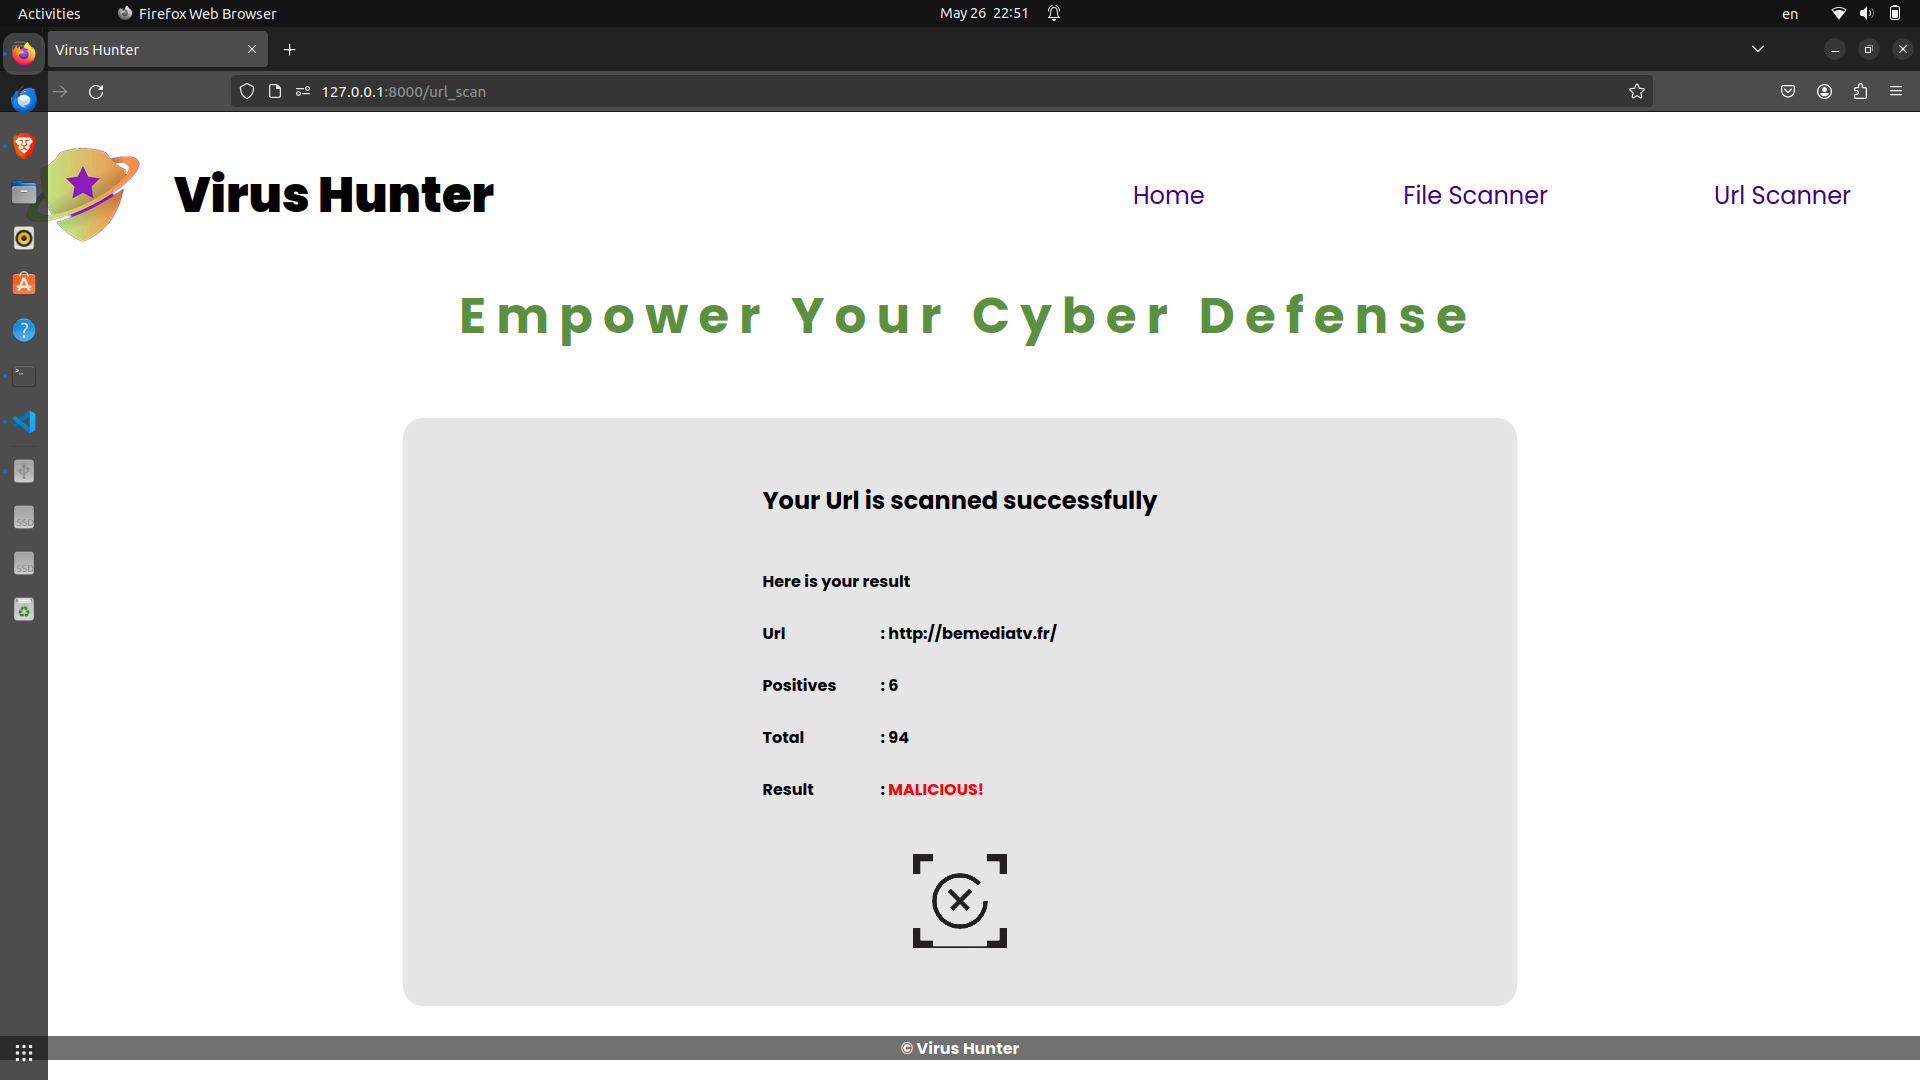 Activities Firefox Web Browser May 26 22:51 en
Virus Hunter
127.0.0.1:8000/url_scan
Virus Hunter Home File Scanner Url Scanner
Empower Your Cyber Defense
Your Url is scanned successfully
Here is your result
Url : http://bemediatv.fr/
Positives : 6
Total : 94
Result : MALICIOUS!
SSD
SSD
© Virus Hunter